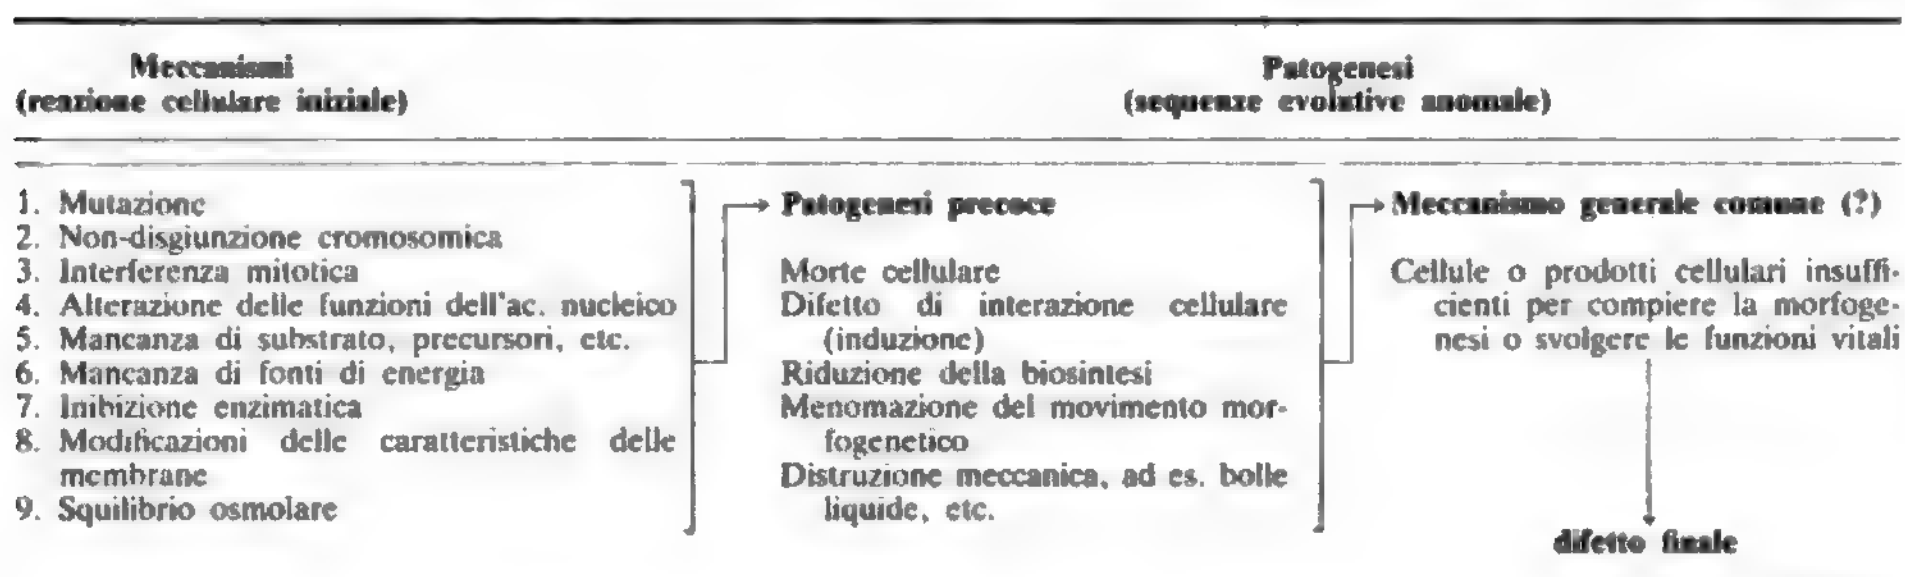 Meccanismi
(reazione cellulare iniziale)
Patogenesi
(sequenze evolutive anomale)
1. Mutazione
2. Non-disgiunzione cromosomica
3. Interferenza mitotica
4. Alterazione delle funzioni dell'ac. nucleico
5. Mancanza di substrato, precursori, etc.
6. Mancanza di fonti di energia
7. Inibizione enzimatica
8. Modificazioni delle caratteristiche delle
membrane
9. Squilibrio osmolare
Patogenesi precoce
Morte cellulare
Difetto di interazione cellulare
(induzione)
Riduzione della biosintesi
Menomazione del movimento mor-
fogenetico
Distruzione meccanica, ad es. bolle
liquide, etc.
Meccanismo generale comune (?)
Cellule o prodotti cellulari insuffi-
cienti per compiere la morfoge-
nesi o svolgere le funzioni vitali
difetto finale